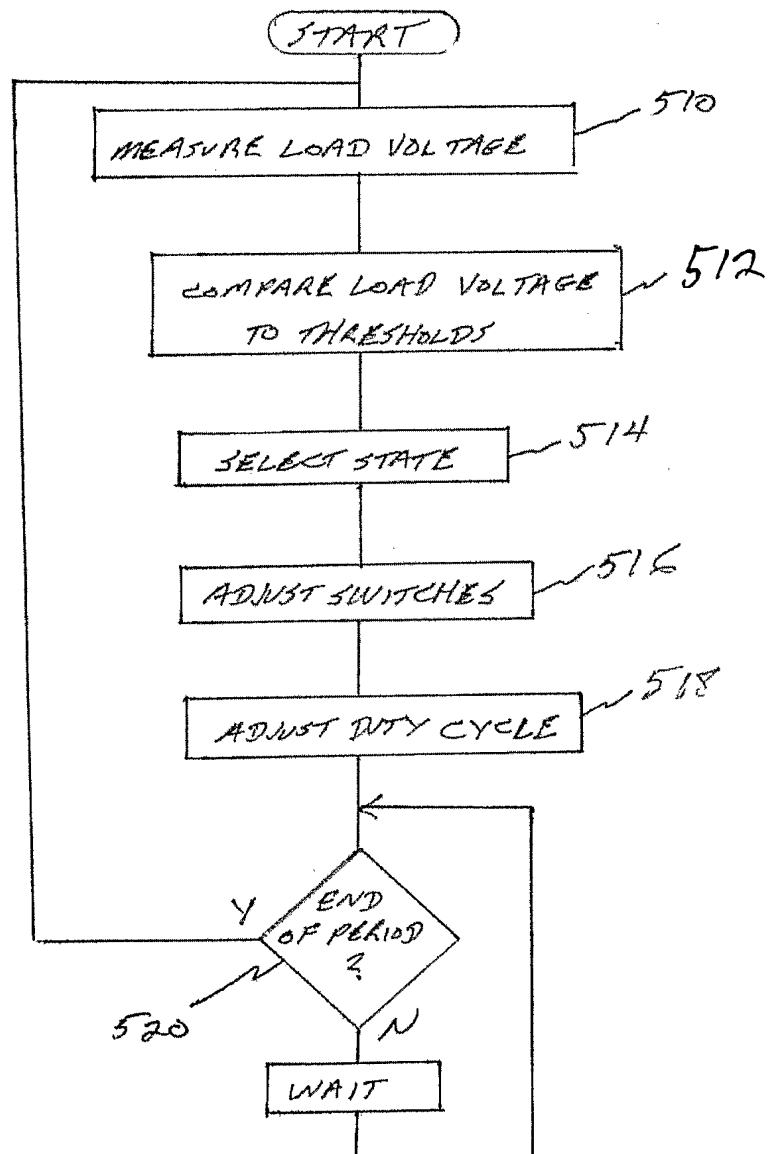 START
MEASURE LOAD VOLTAGE
510
COMPARE LOAD VOLTAGE
TO THRESHOLDS
512
SELECT STATE
514
ADJUST SWITCHES
516
ADJUST DUTY CYCLE
518
Y
END
OF PERIOD
?
520
N
WAIT